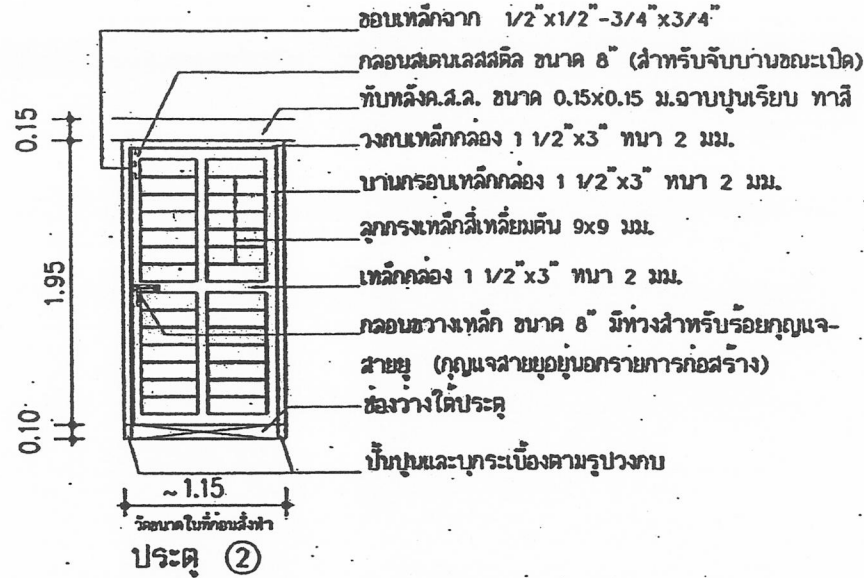 ขอบเหล็กฉาก 1/2"x1/2"-3/4"x3/4"
กลอนสเตนเลสสตีล ขนาด 8" (สำหรับจับบานขณะเปิด)
ทับหลังค.ส.ล. ขนาด 0.15x0.15 ม.ฉาบปูนเรียบ ทาสี
วงกบเหล็กกล่อง 1 1/2"x3" หนา 2 มม.
บานกรอบเหล็กกล่อง 1 1/2"x3" หนา 2 มม.
ลูกกรงเหล็กสี่เหลี่ยมตัน 9x9 มม.
เหล็กกล่อง 1 1/2"x3" หนา 2 มม.
กลอนขวางเหล็ก ขนาด 8" มีห่วงสำหรับร้อยกุญแจ-
สายยู (กุญแจสายยูอยู่นอกรายการก่อสร้าง)
ช่องว่างใต้ประตู
ปั้นปูนและบุกระเบื้องตามรูปวงกบ
0.15
1.95
0.10
~1.15
วัดขนาดในที่ก่อนสั่งทำ
ประตู 2